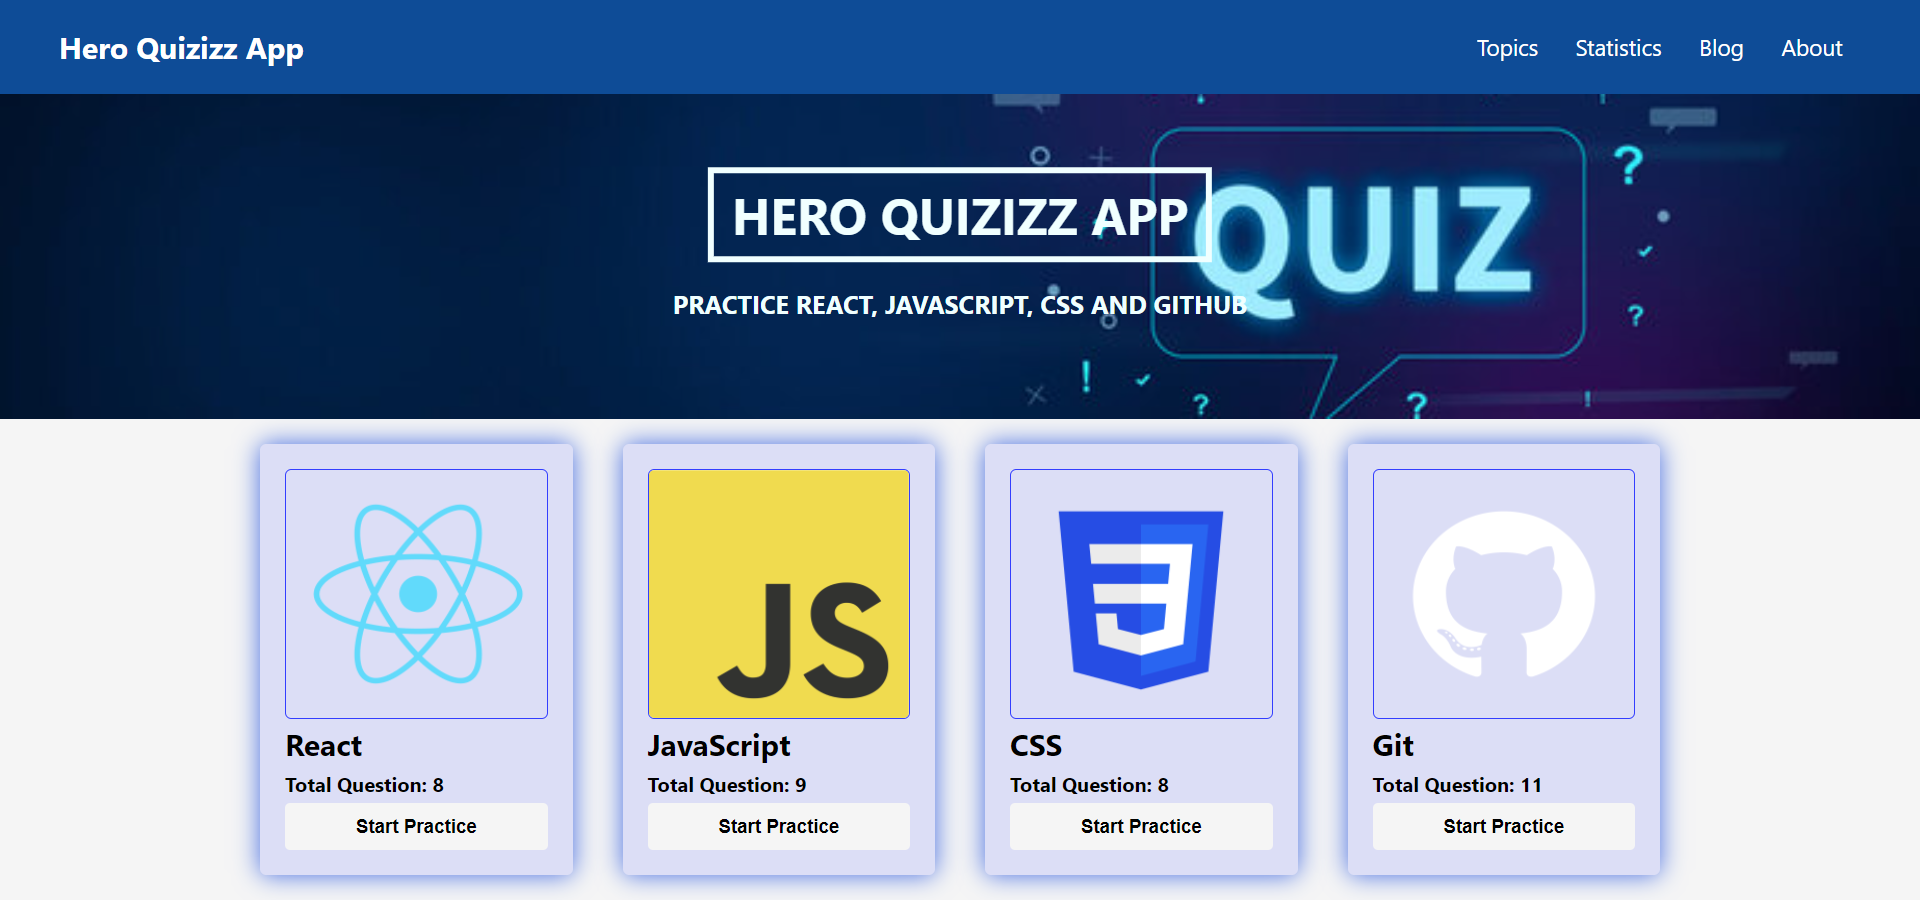 Hero Quizizz App
Topics Statistics Blog About
HERO QUIZIZZ APP
QUIZ
PRACTICE REACT, JAVASCRIPT, CSS AND GITHUB
JS
3
React
Total Question: 8
Start Practice
JavaScript
Total Question: 9
Start Practice
CSS
Total Question: 8
Start Practice
Git
Total Question: 11
Start Practice